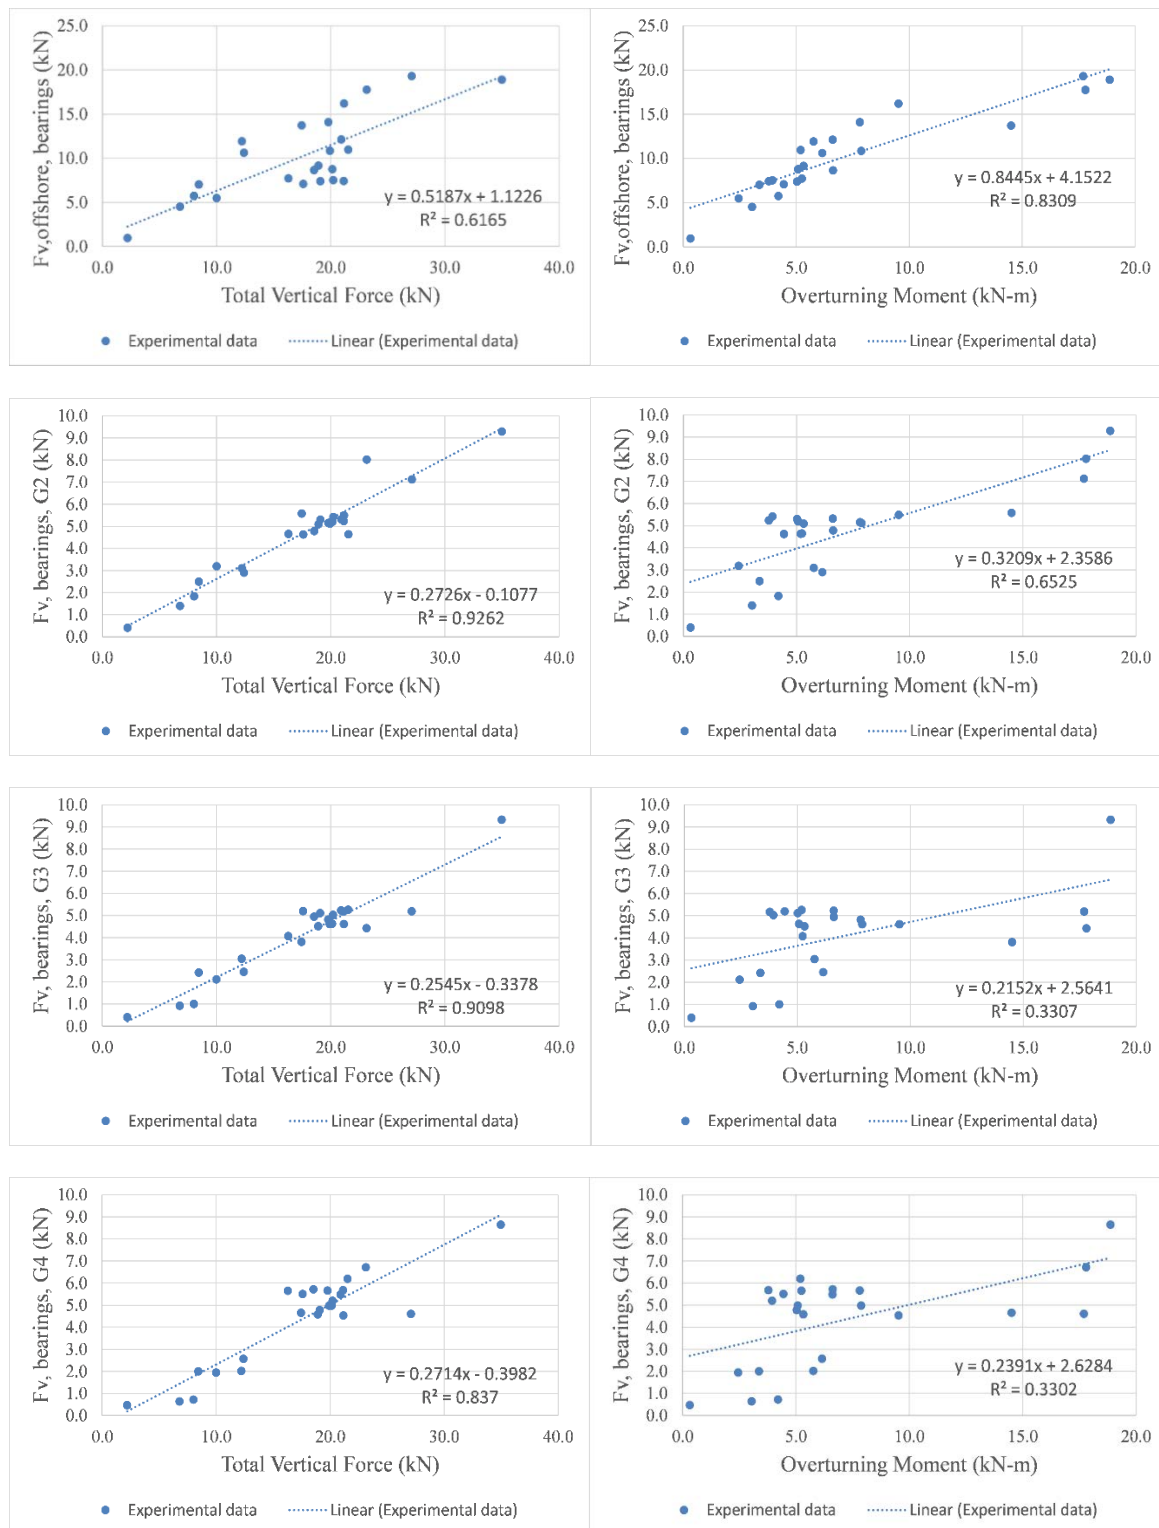 Fv,offshore, bearings (kN)
25.0
20.0
15.0
10.0
5.0
0.0
y = 0.5187x + 1.1226
R² = 0.6165
0.0 10.0 20.0 30.0 40.0
Total Vertical Force (kN)
Experimental data Linear (Experimental data)
Fv,offshore, bearings (kN)
25.0
20.0
15.0
10.0
5.0
0.0
y = 0.8445x + 4.1522
R² = 0.8309
0.0 5.0 10.0 15.0 20.0
Overturning Moment (kN-m)
Experimental data Linear (Experimental data)
Fv, bearings, G2 (kN)
10.0
9.0
8.0
7.0
6.0
5.0
4.0
3.0
2.0
1.0
0.0
y = 0.2726x - 0.1077
R² = 0.9262
0.0 10.0 20.0 30.0 40.0
Total Vertical Force (kN)
Experimental data Linear (Experimental data)
Fv, bearings, G2 (kN)
10.0
9.0
8.0
7.0
6.0
5.0
4.0
3.0
2.0
1.0
0.0
y = 0.3209x + 2.3586
R² = 0.6525
0.0 5.0 10.0 15.0 20.0
Overturning Moment (kN-m)
Experimental data Linear (Experimental data)
Fv, bearings, G3 (kN)
10.0
9.0
8.0
7.0
6.0
5.0
4.0
3.0
2.0
1.0
0.0
y = 0.2545x - 0.3378
R² = 0.9098
0.0 10.0 20.0 30.0 40.0
Total Vertical Force (kN)
Experimental data Linear (Experimental data)
Fv, bearings, G3 (kN)
10.0
9.0
8.0
7.0
6.0
5.0
4.0
3.0
2.0
1.0
0.0
y = 0.2152x + 2.5641
R² = 0.3307
0.0 5.0 10.0 15.0 20.0
Overturning Moment (kN-m)
Experimental data Linear (Experimental data)
Fv, bearings, G4 (kN)
10.0
9.0
8.0
7.0
6.0
5.0
4.0
3.0
2.0
1.0
0.0
y = 0.2714x - 0.3982
R² = 0.837
0.0 10.0 20.0 30.0 40.0
Total Vertical Force (kN)
Experimental data Linear (Experimental data)
Fv, bearings, G4 (kN)
10.0
9.0
8.0
7.0
6.0
5.0
4.0
3.0
2.0
1.0
0.0
y = 0.2391x + 2.6284
R² = 0.3302
0.0 5.0 10.0 15.0 20.0
Overturning Moment (kN-m)
Experimental data Linear (Experimental data)